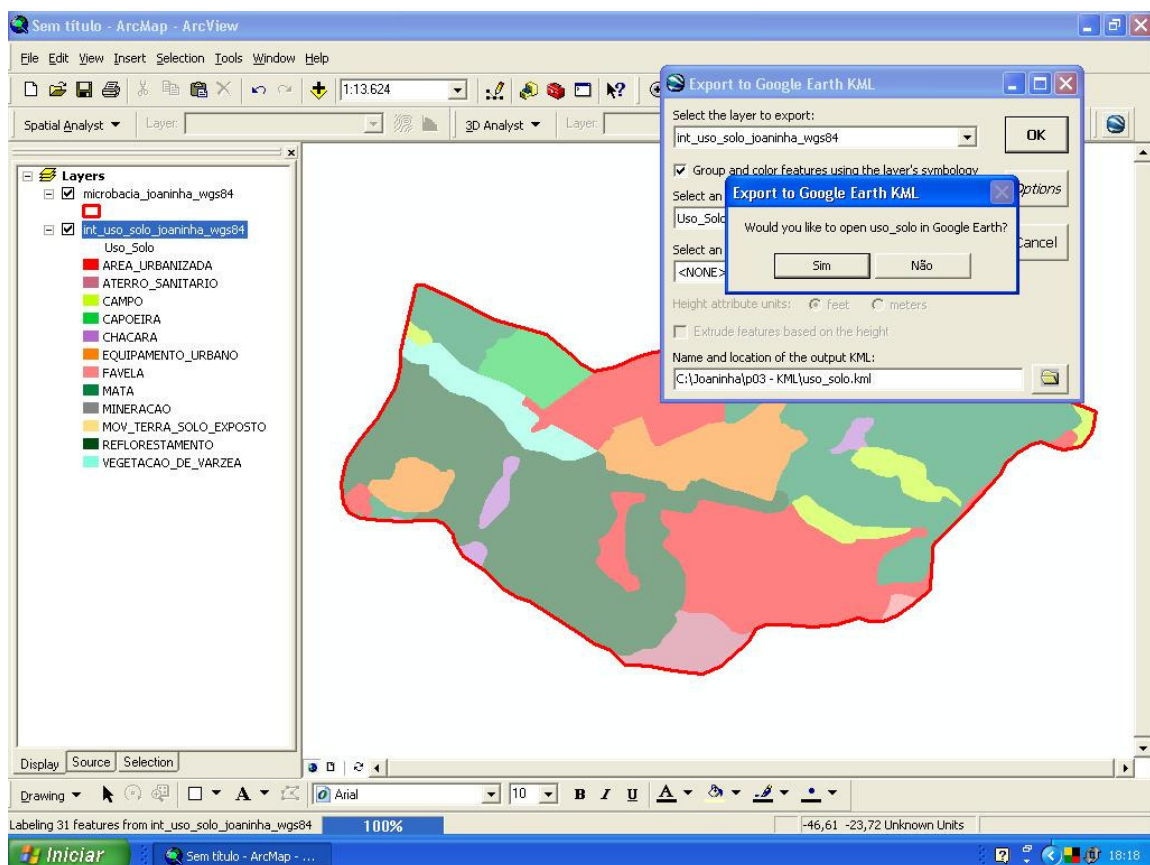 Sem título - ArcMap - ArcView
File Edit View Insert Selection Tools Window Help
1:13.624
Spatial Analyst Layer: 3D Analyst Layer:
Layers
microbacia_joaninha_wgs84
int_uso_solo_joaninha_wgs84
Uso_Solo
AREA_URBANIZADA
ATERRO_SANITARIO
CAMPO
CAPOEIRA
CHACARA
EQUIPAMENTO_URBANO
FAVELA
MATA
MINERACAO
MOV_TERRA_SOLO_EXPOSTO
REFLORESTAMENTO
VEGETACAO_DE_VARZEA
Export to Google Earth KML
Select the layer to export:
int_uso_solo_joaninha_wgs84
OK
Group and color features using the layer's symbology
Options
Select an
Uso_Solo
Select an
<NONE>
Cancel
Export to Google Earth KML
Would you like to open uso_solo in Google Earth?
Sim Não
Height attribute units: feet meters
Extrude features based on the height
Name and location of the output KML:
C:\Joaninha\p03 - KML\uso_solo.kml
Display Source Selection
Drawing A Arial 10 B I U A
Labeling 31 features from int_uso_solo_joaninha_wgs84 100% -46,61 -23,72 Unknown Units
Iniciar Sem título - ArcMap - ... 18:18